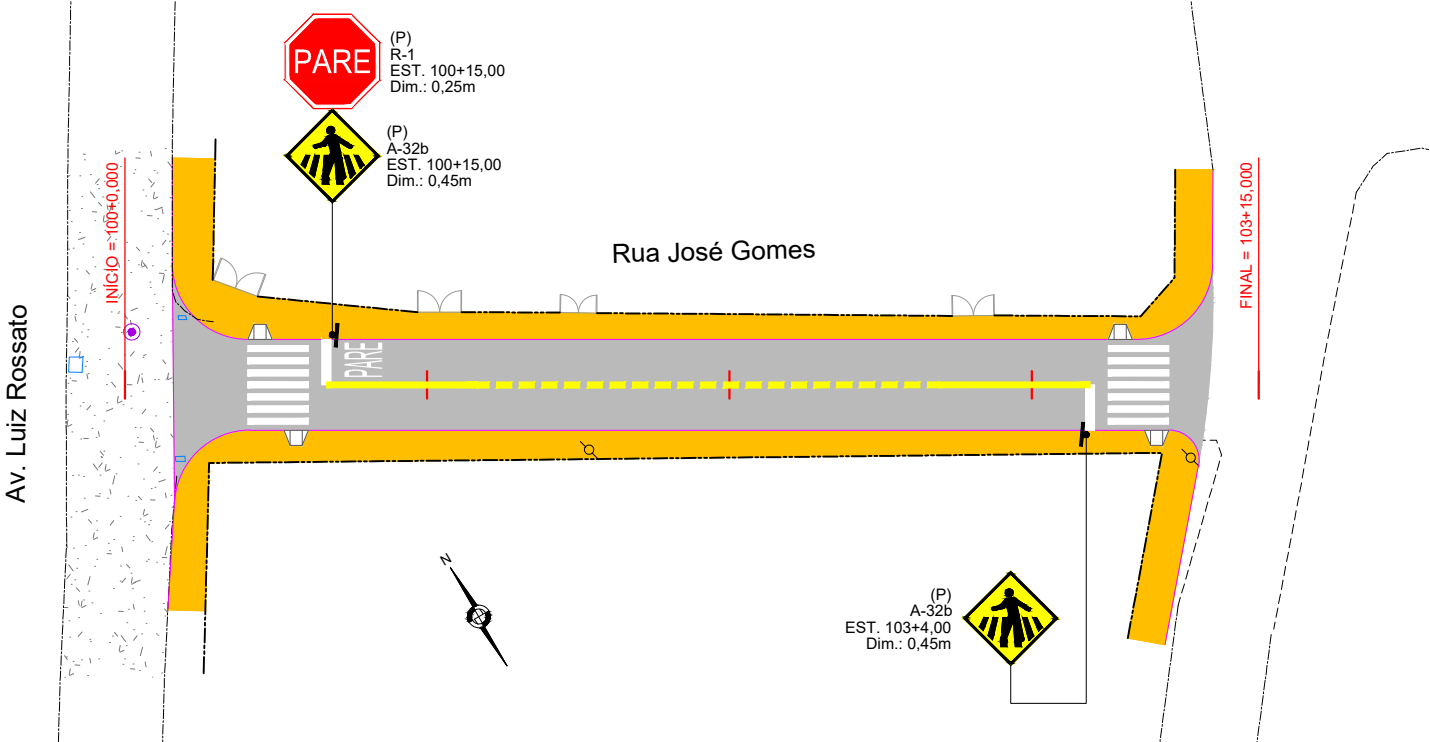 PARE
(P)
R-1
EST. 100+15,00
Dim.: 0,25m
(P)
A-32b
EST. 100+15,00
Dim.: 0,45m
INÍCIO = 100+0,000
Rua José Gomes
FINAL = 103+15,000
Av. Luiz Rossato
PARE
N
(P)
A-32b
EST. 103+4,00
Dim.: 0,45m